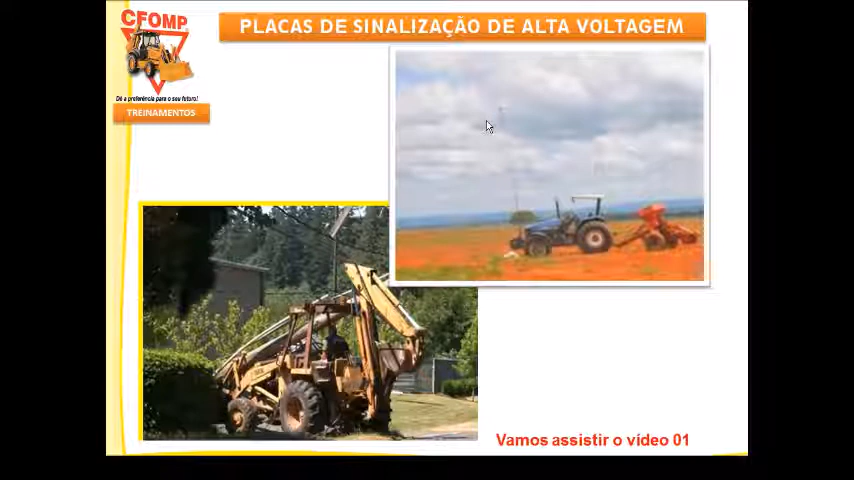 CFOMP
Dê a preferência para o seu futuro!
TREINAMENTOS
PLACAS DE SINALIZAÇÃO DE ALTA VOLTAGEM
Vamos assistir o vídeo 01